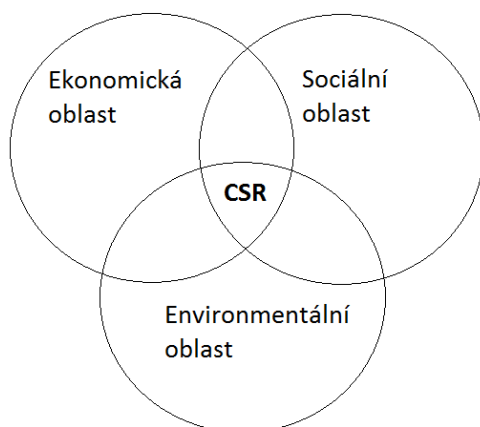 Ekonomická
oblast
Sociální
oblast
CSR
Environmentální
oblast